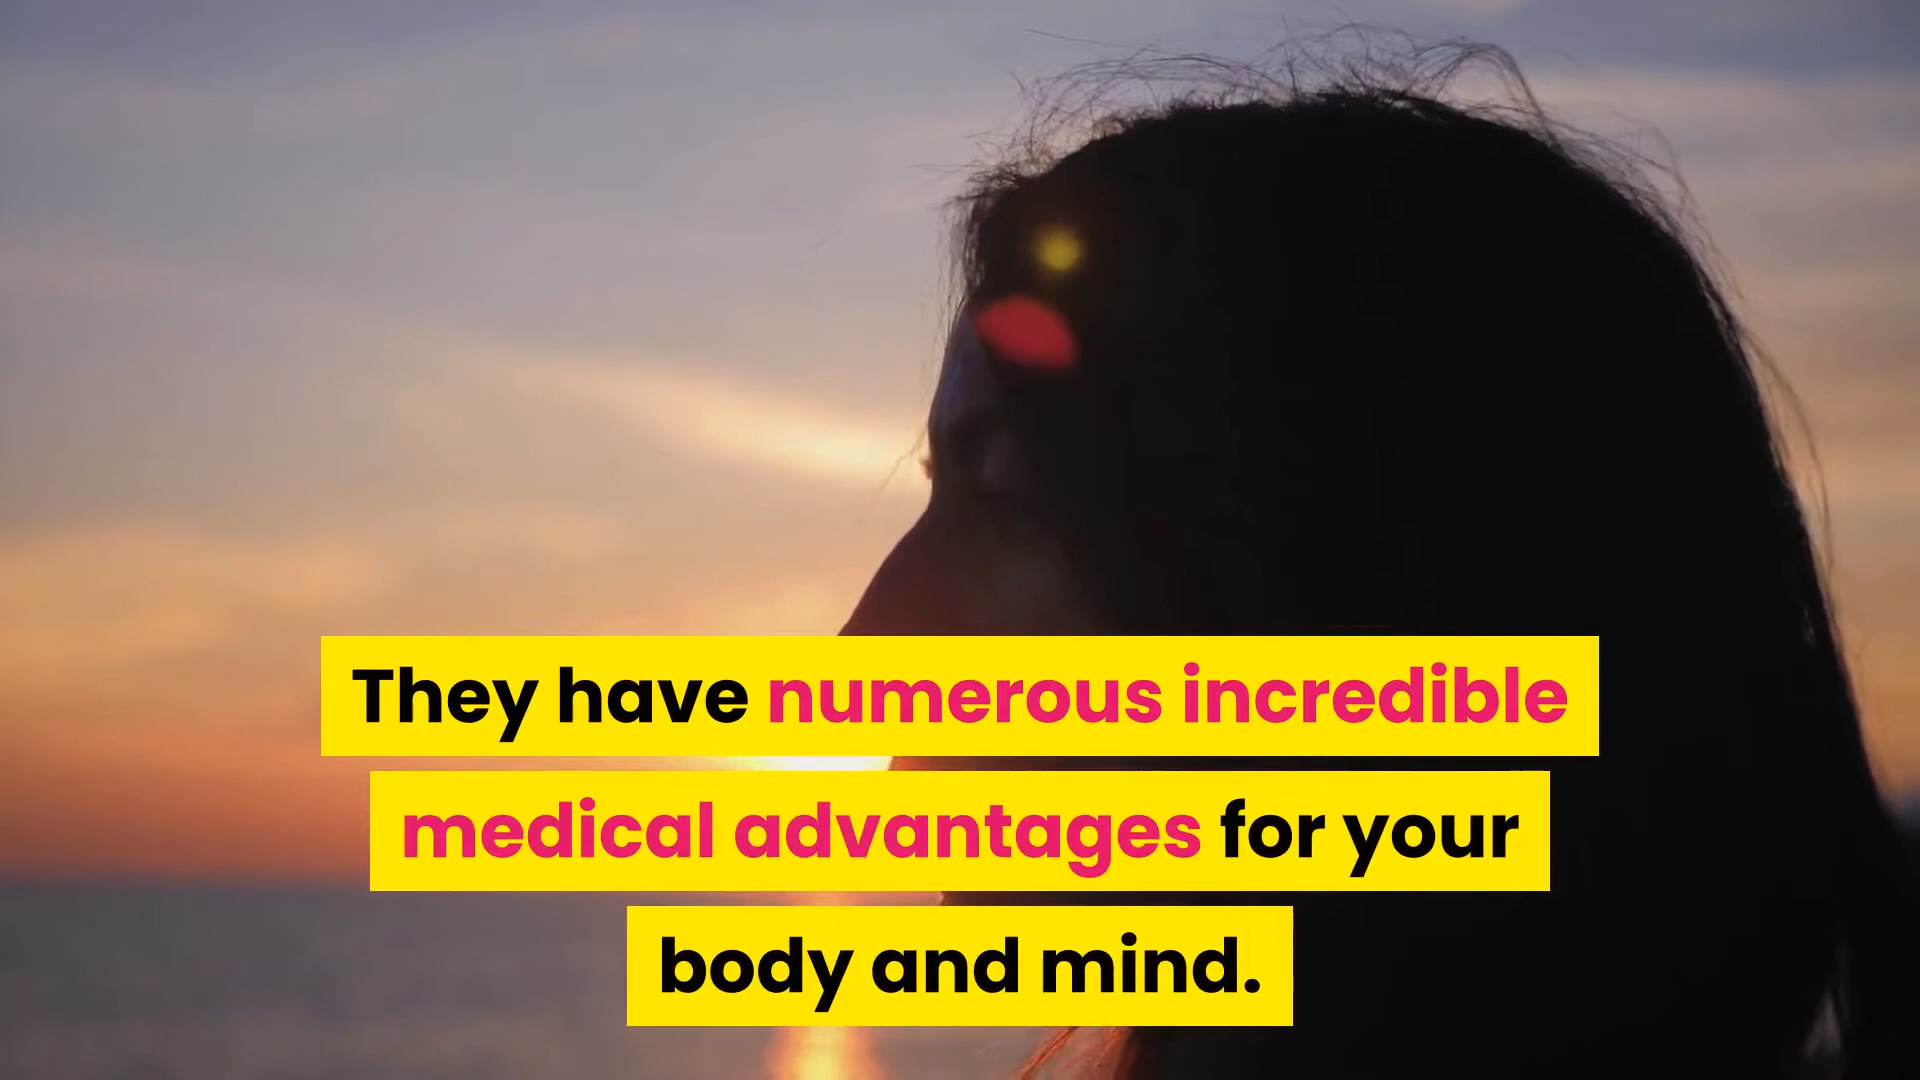 They have numerous incredible
medical advantages for your
body and mind.